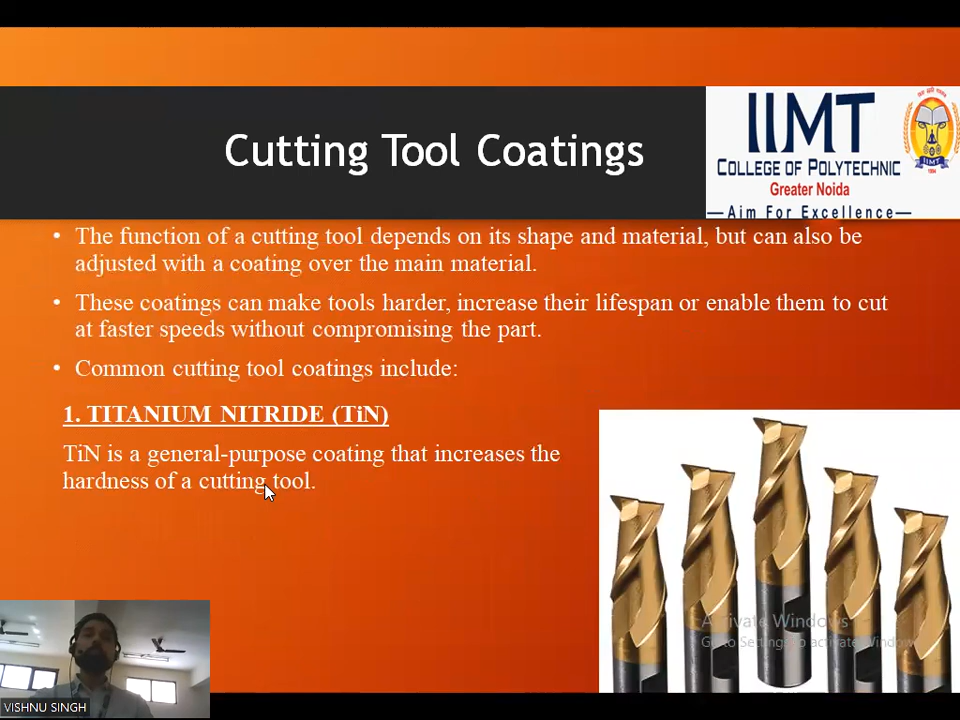 Cutting Tool Coatings
IIMT
COLLEGE OF POLYTECHNIC
Greater Noida
—Aim For Excellence—
IIMT
• The function of a cutting tool depends on its shape and material, but can also be
adjusted with a coating over the main material.
• These coatings can make tools harder, increase their lifespan or enable them to cut
at faster speeds without compromising the part.
• Common cutting tool coatings include:
1. TITANIUM NITRIDE (TiN)
TiN is a general-purpose coating that increases the
hardness of a cutting tool.
Activate Windows
Go to Settings to activate Windows
VISHNU SINGH